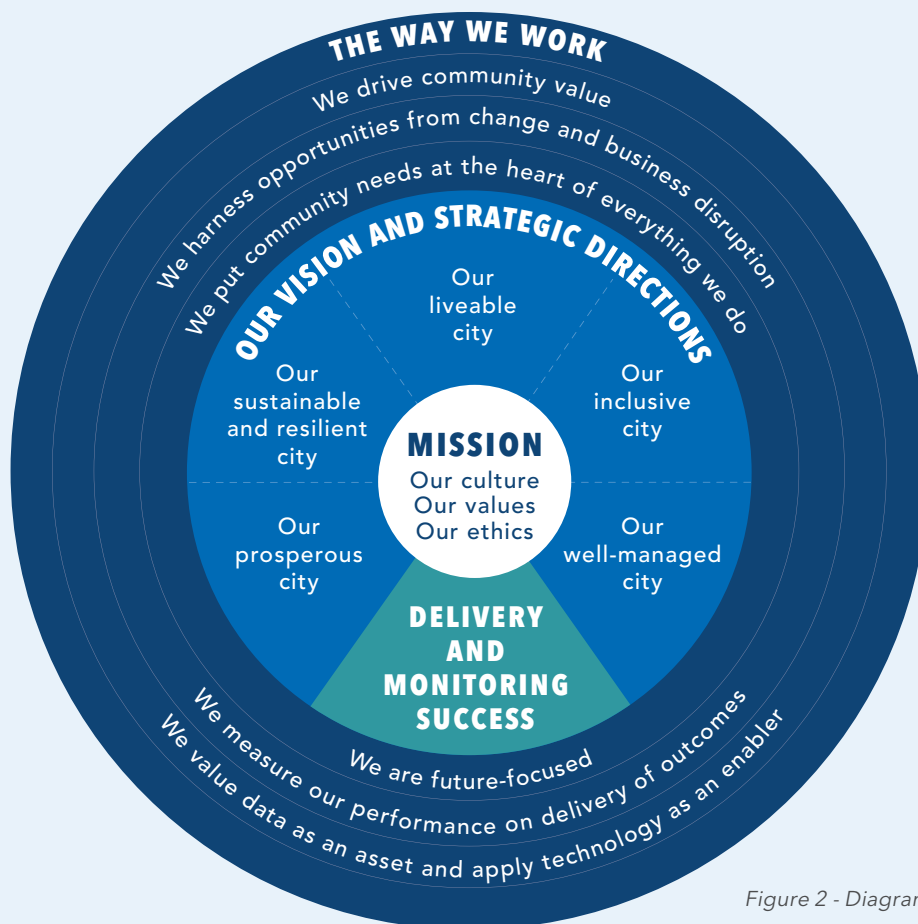 THE WAY WE WORK
We drive community value
We harness opportunities from change and business disruption
We put community needs at the heart of everything we do
OUR VISION AND STRATEGIC DIRECTIONS
Our
liveable
city
Our
sustainable
and resilient
city
Our
inclusive
city
MISSION
Our culture
Our values
Our ethics
Our
prosperous
city
Our
well-managed
city
DELIVERY
AND
MONITORING
SUCCESS
We are future-focused
We measure our performance on delivery of outcomes
We value data as an asset and apply technology as an enabler
Figure 2 - Diagram